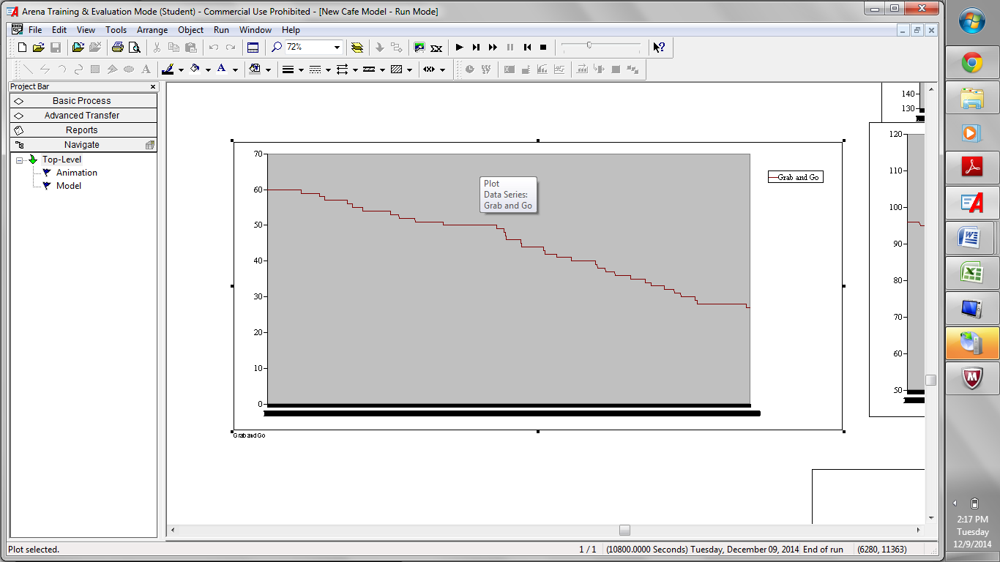 Arena Training & Evaluation Mode (Student) - Commercial Use Prohibited - [New Cafe Model - Run Mode]
File Edit View Tools Arrange Object Run Window Help
72%
Project Bar
Basic Process
Advanced Transfer
Reports
Navigate
Top-Level
Animation
Model
70
60
50
40
30
20
10
0
Plot
Data Series:
Grab and Go
Grab and Go
Grab and Go
140
130
120
110
100
90
80
70
60
50
Plot selected.
1 / 1 (10800.0000 Seconds) Tuesday, December 09, 2014 End of run (6280, 11363)
2:17 PM
Tuesday
12/9/2014